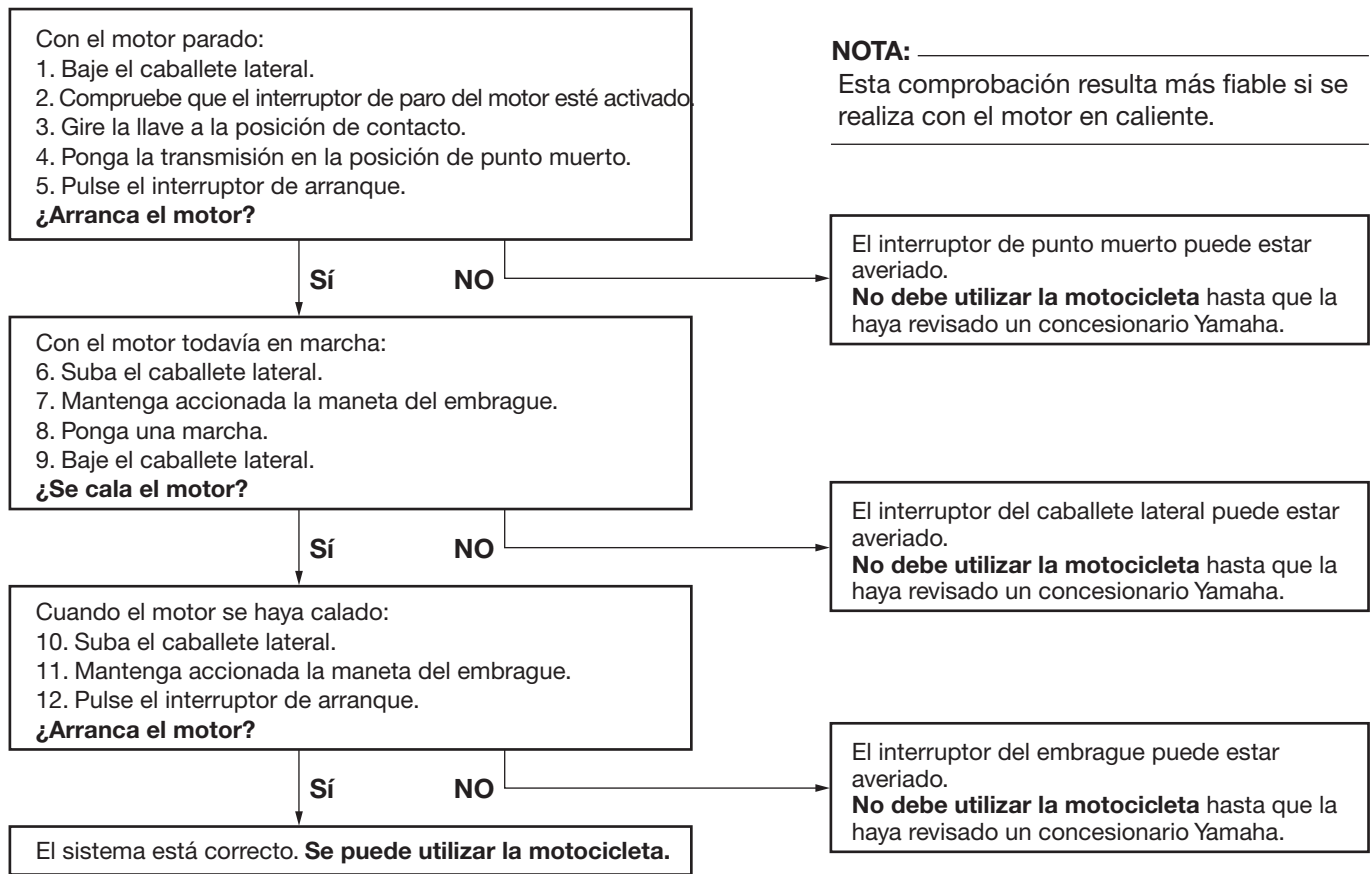 Con el motor parado:
1. Baje el caballete lateral.
2. Compruebe que el interruptor de paro del motor esté activado.
3. Gire la llave a la posición de contacto.
4. Ponga la transmisión en la posición de punto muerto.
5. Pulse el interruptor de arranque.
¿Arranca el motor?
NOTA:
Esta comprobación resulta más fiable si se
realiza con el motor en caliente.
Sí NO
El interruptor de punto muerto puede estar
averiado.
No debe utilizar la motocicleta hasta que la
haya revisado un concesionario Yamaha.
Con el motor todavía en marcha:
6. Suba el caballete lateral.
7. Mantenga accionada la maneta del embrague.
8. Ponga una marcha.
9. Baje el caballete lateral.
¿Se cala el motor?
Sí NO
El interruptor del caballete lateral puede estar
averiado.
No debe utilizar la motocicleta hasta que la
haya revisado un concesionario Yamaha.
Cuando el motor se haya calado:
10. Suba el caballete lateral.
11. Mantenga accionada la maneta del embrague.
12. Pulse el interruptor de arranque.
¿Arranca el motor?
Sí NO
El interruptor del embrague puede estar
averiado.
No debe utilizar la motocicleta hasta que la
haya revisado un concesionario Yamaha.
El sistema está correcto. Se puede utilizar la motocicleta.